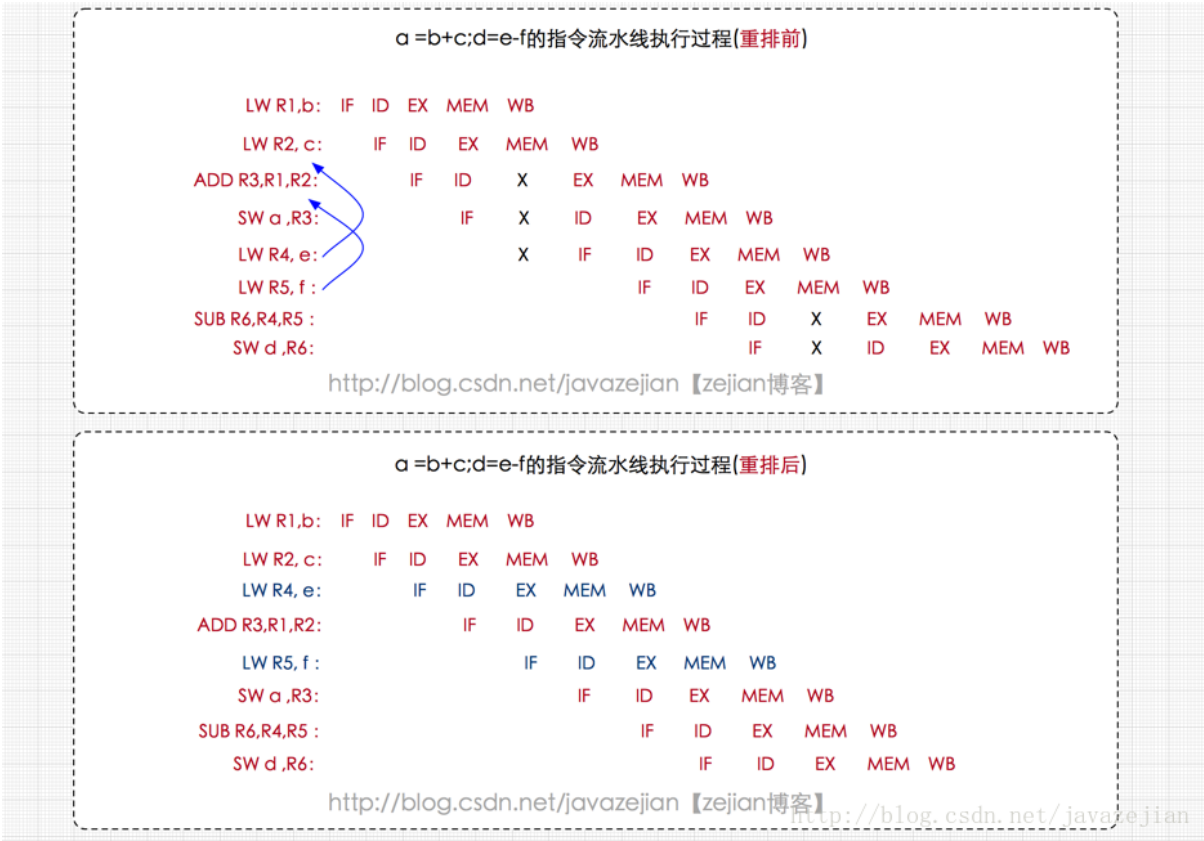 a =b+c;d=e-f的指令流水线执行过程(重排前)
LW R1,b: IF ID EX MEM WB
LW R2, c: IF ID EX MEM WB
ADD R3,R1,R2: IF ID X EX MEM WB
SW a ,R3: IF X ID EX MEM WB
LW R4, e: X IF ID EX MEM WB
LW R5, f : IF ID EX MEM WB
SUB R6,R4,R5 : IF ID X EX MEM WB
SW d ,R6: IF X ID EX MEM WB
http://blog.csdn.net/javazejian【zejian博客】
a =b+c;d=e-f的指令流水线执行过程(重排后)
LW R1,b: IF ID EX MEM WB
LW R2, c: IF ID EX MEM WB
LW R4, e: IF ID EX MEM WB
ADD R3,R1,R2: IF ID EX MEM WB
LW R5, f : IF ID EX MEM WB
SW a ,R3: IF ID EX MEM WB
SUB R6,R4,R5 : IF ID EX MEM WB
SW d ,R6: IF ID EX MEM WB
http://blog.csdn.net/javazejian【zejian博客】
http://blog.csdn.net/javazejian